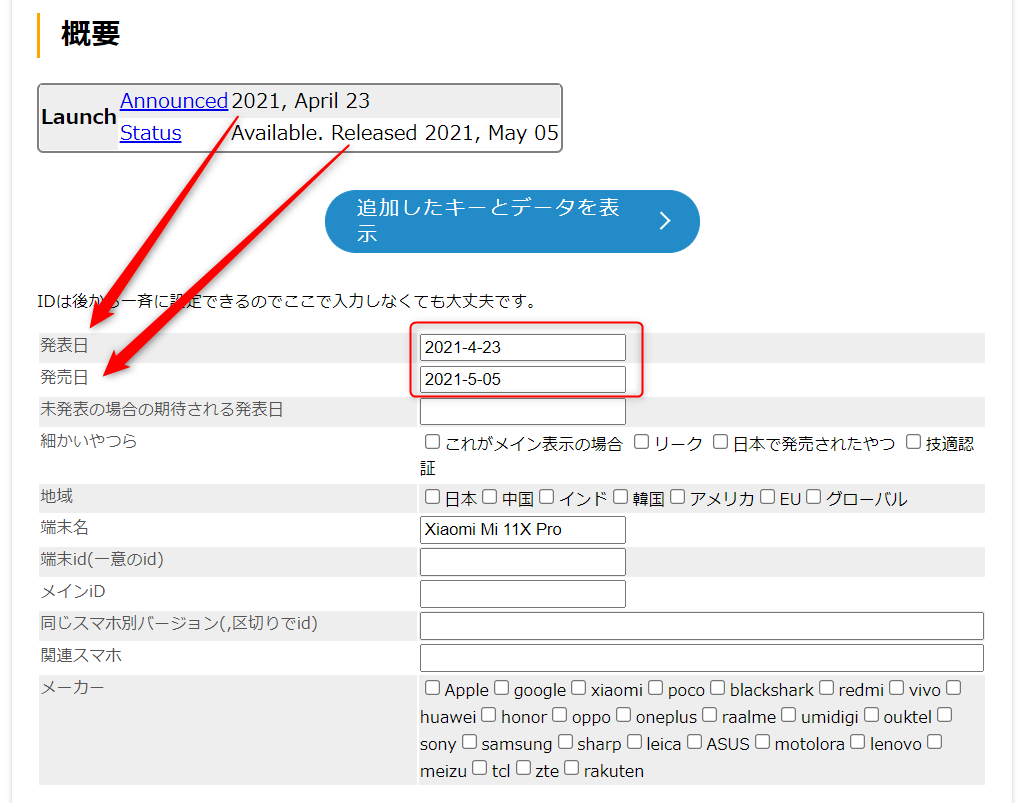 概要
Launch Announced 2021, April 23
Status Available. Released 2021, May 05
追加したキーとデータを表
示
IDは後から一斉に設定できるのでここで入力しなくても大丈夫です。
発表日 2021-4-23
発売日 2021-5-05
未発表の場合の期待される発表日
細かいやつら これがメイン表示の場合 リーク 日本で発売されたやつ 技適認
証
地域 日本 中国 インド 韓国 アメリカ EU グローバル
端末名 Xiaomi Mi 11X Pro
端末id(一意のid)
メインiD
同じスマホ別バージョン(,区切りでid)
関連スマホ
メーカー Apple google xiaomi poco blackshark redmi vivo
huawei honor oppo oneplus raalme umidigi ouktel
sony samsung sharp leica ASUS motolora lenovo
meizu tcl zte rakuten